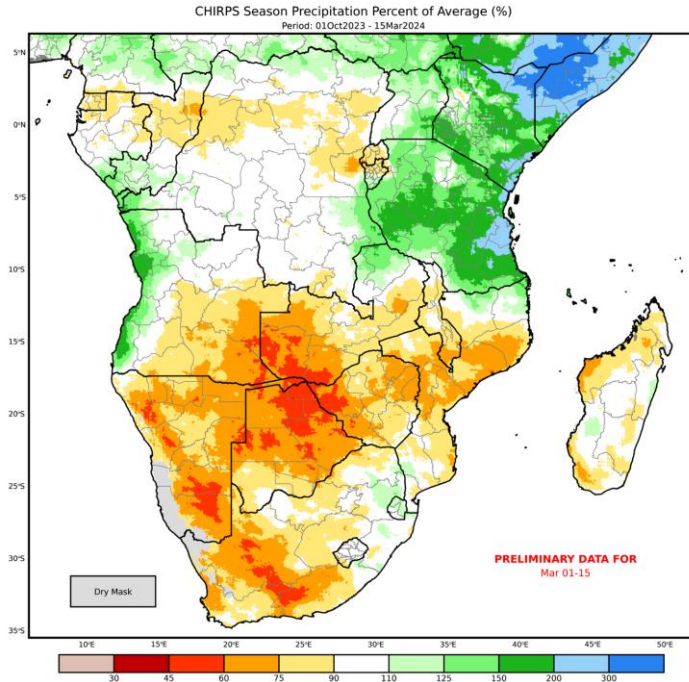 CHIRPS Season Precipitation Percent of Average (%)
Period: 01Oct2023 - 15Mar2024
5°N
0°N
5°S
10°S
15°S
20°S
25°S
30°S
35°S
PRELIMINARY DATA FOR
Mar 01-15
Dry Mask
10°E 15°E 20°E 25°E 30°E 35°E 40°E 45°E 50°E
30 45 60 75 90 110 125 150 200 300